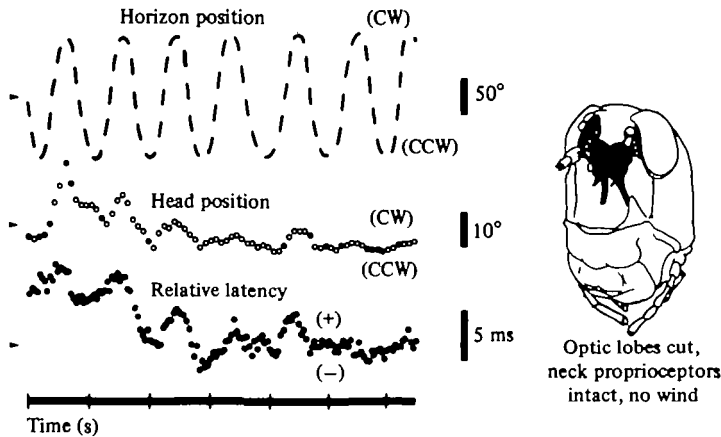 Horizon position
(CW)
50°
(CCW)
Head position
(CW)
10°
(CCW)
Relative latency
(+)
5 ms
(−)
Time (s)
Optic lobes cut,
neck proprioceptors
intact, no wind